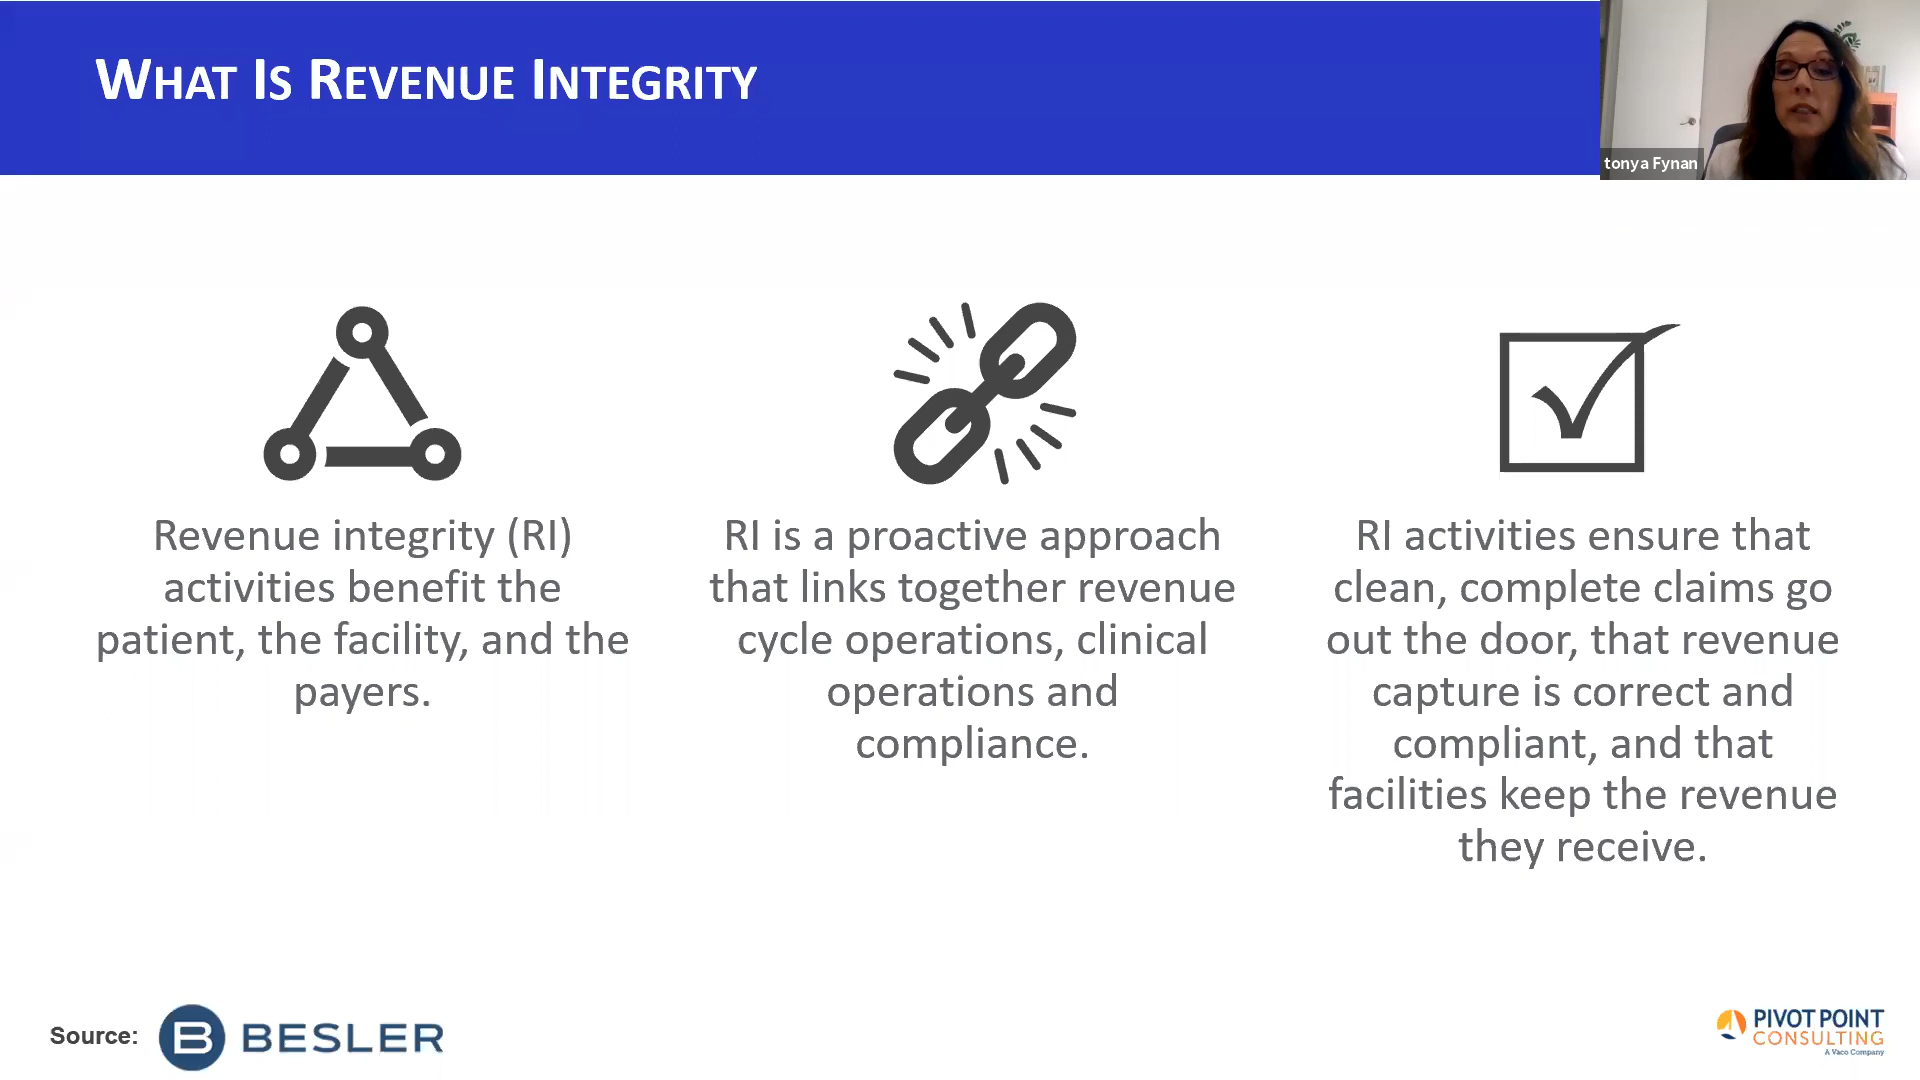 WHAT IS REVENUE INTEGRITY
tonya Fynan
Revenue integrity (RI)
activities benefit the
patient, the facility, and the
payers.
RI is a proactive approach
that links together revenue
cycle operations, clinical
operations and
compliance.
RI activities ensure that
clean, complete claims go
out the door, that revenue
capture is correct and
compliant, and that
facilities keep the revenue
they receive.
Source:
B BESLER
PIVOT POINT
CONSULTING
A Vaco Company